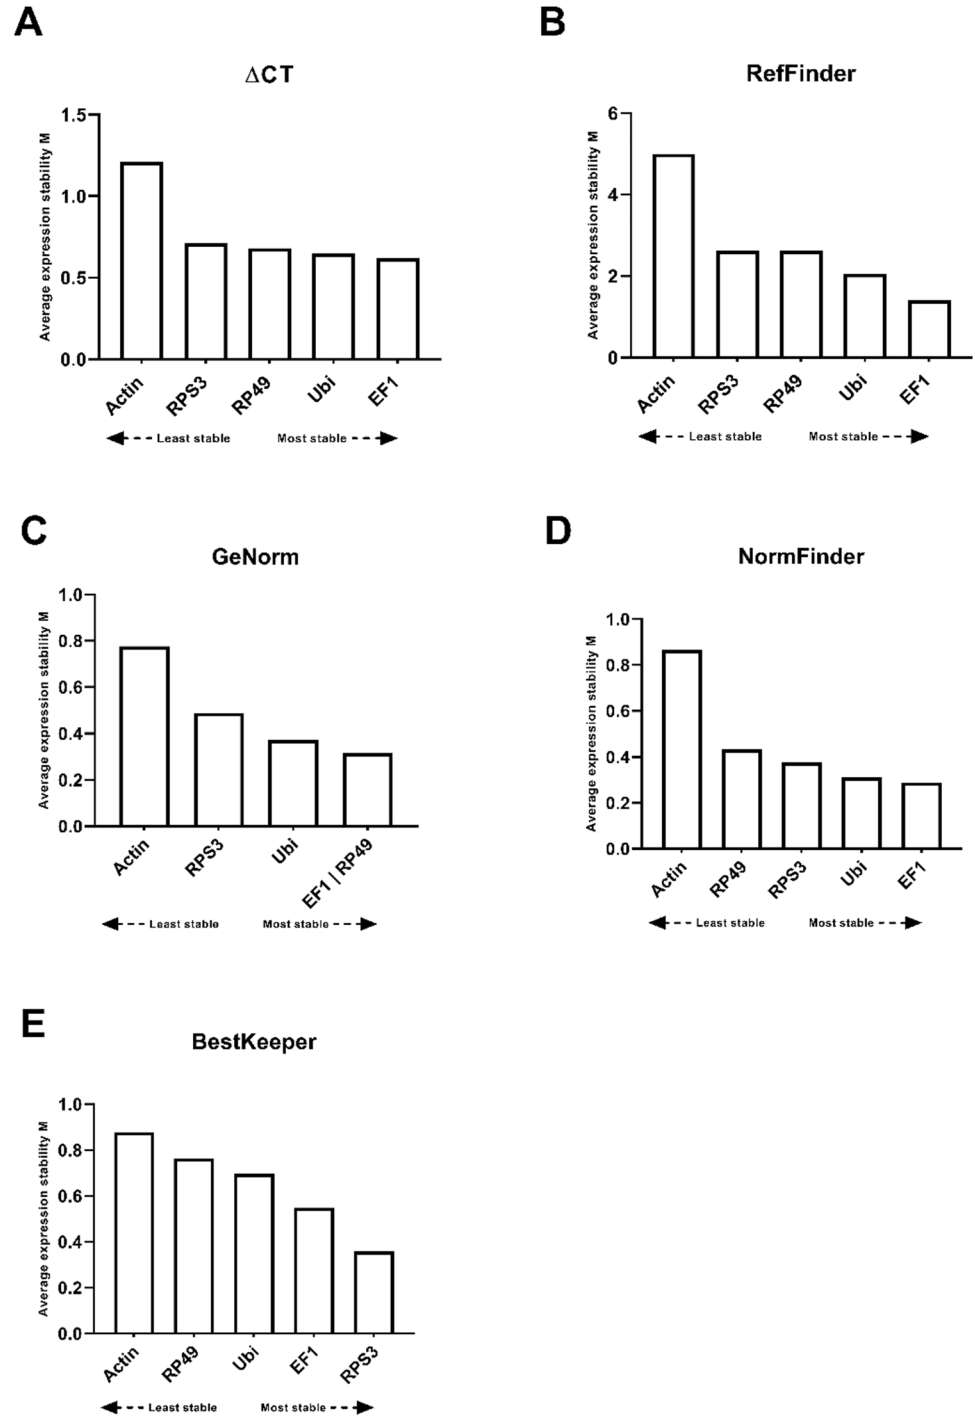 A
ΔCT
Average expression stability M
1.5
1.0
0.5
0.0
Actin
RPS3
RP49
Ubi
EF1
Least stable
Most stable
B
RefFinder
Average expression stability M
6
4
2
0
Actin
RPS3
RP49
Ubi
EF1
Least stable
Most stable
C
GeNorm
Average expression stability M
1.0
0.8
0.6
0.4
0.2
0.0
Actin
RPS3
Ubi
EF1 | RP49
Least stable
Most stable
D
NormFinder
Average expression stability M
1.0
0.8
0.6
0.4
0.2
0.0
Actin
RP49
RPS3
Ubi
EF1
Least stable
Most stable
E
BestKeeper
Average expression stability M
1.0
0.8
0.6
0.4
0.2
0.0
Actin
RP49
Ubi
EF1
RPS3
Least stable
Most stable